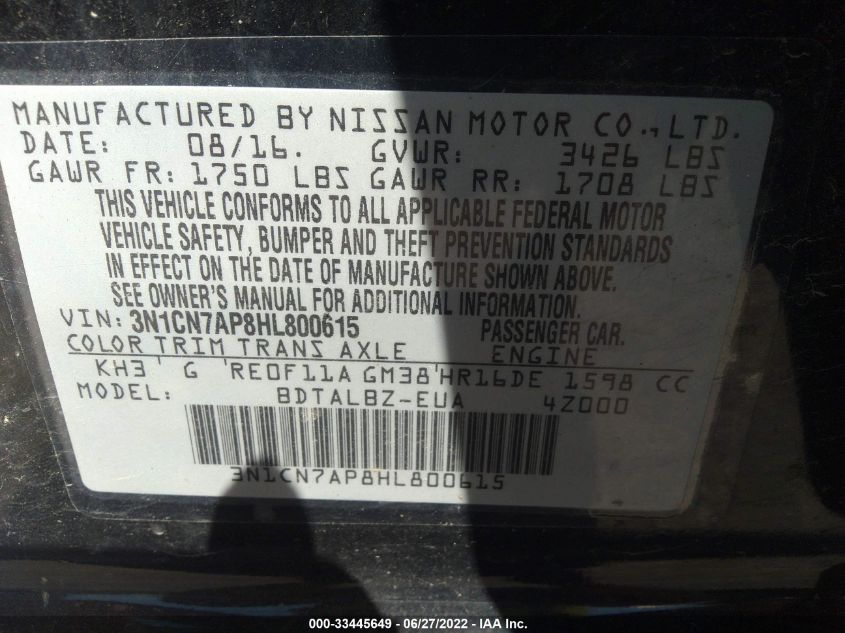 MANUFACTURED BY NISSAN MOTOR CO., LTD.
DATE: 08/16. GVWR: 3426 LBS
GAWR FR: 1750 LBS GAWR RR: 1708 LBS
THIS VEHICLE CONFORMS TO ALL APPLICABLE FEDERAL MOTOR
VEHICLE SAFETY, BUMPER AND THEFT PREVENTION STANDARDS
IN EFFECT ON THE DATE OF MANUFACTURE SHOWN ABOVE.
SEE OWNER'S MANUAL FOR ADDITIONAL INFORMATION.
VIN: 3N1CN7AP8HL800615 PASSENGER CAR.
COLOR TRIM TRANS AXLE ENGINE
KH3 G RE0F11A GM38 HR16DE 1598 CC
MODEL: BDTALBZ-EUA 4Z000
3N1CN7AP8HL800615
000-33445649 - 06/27/2022 - © IAA Inc.